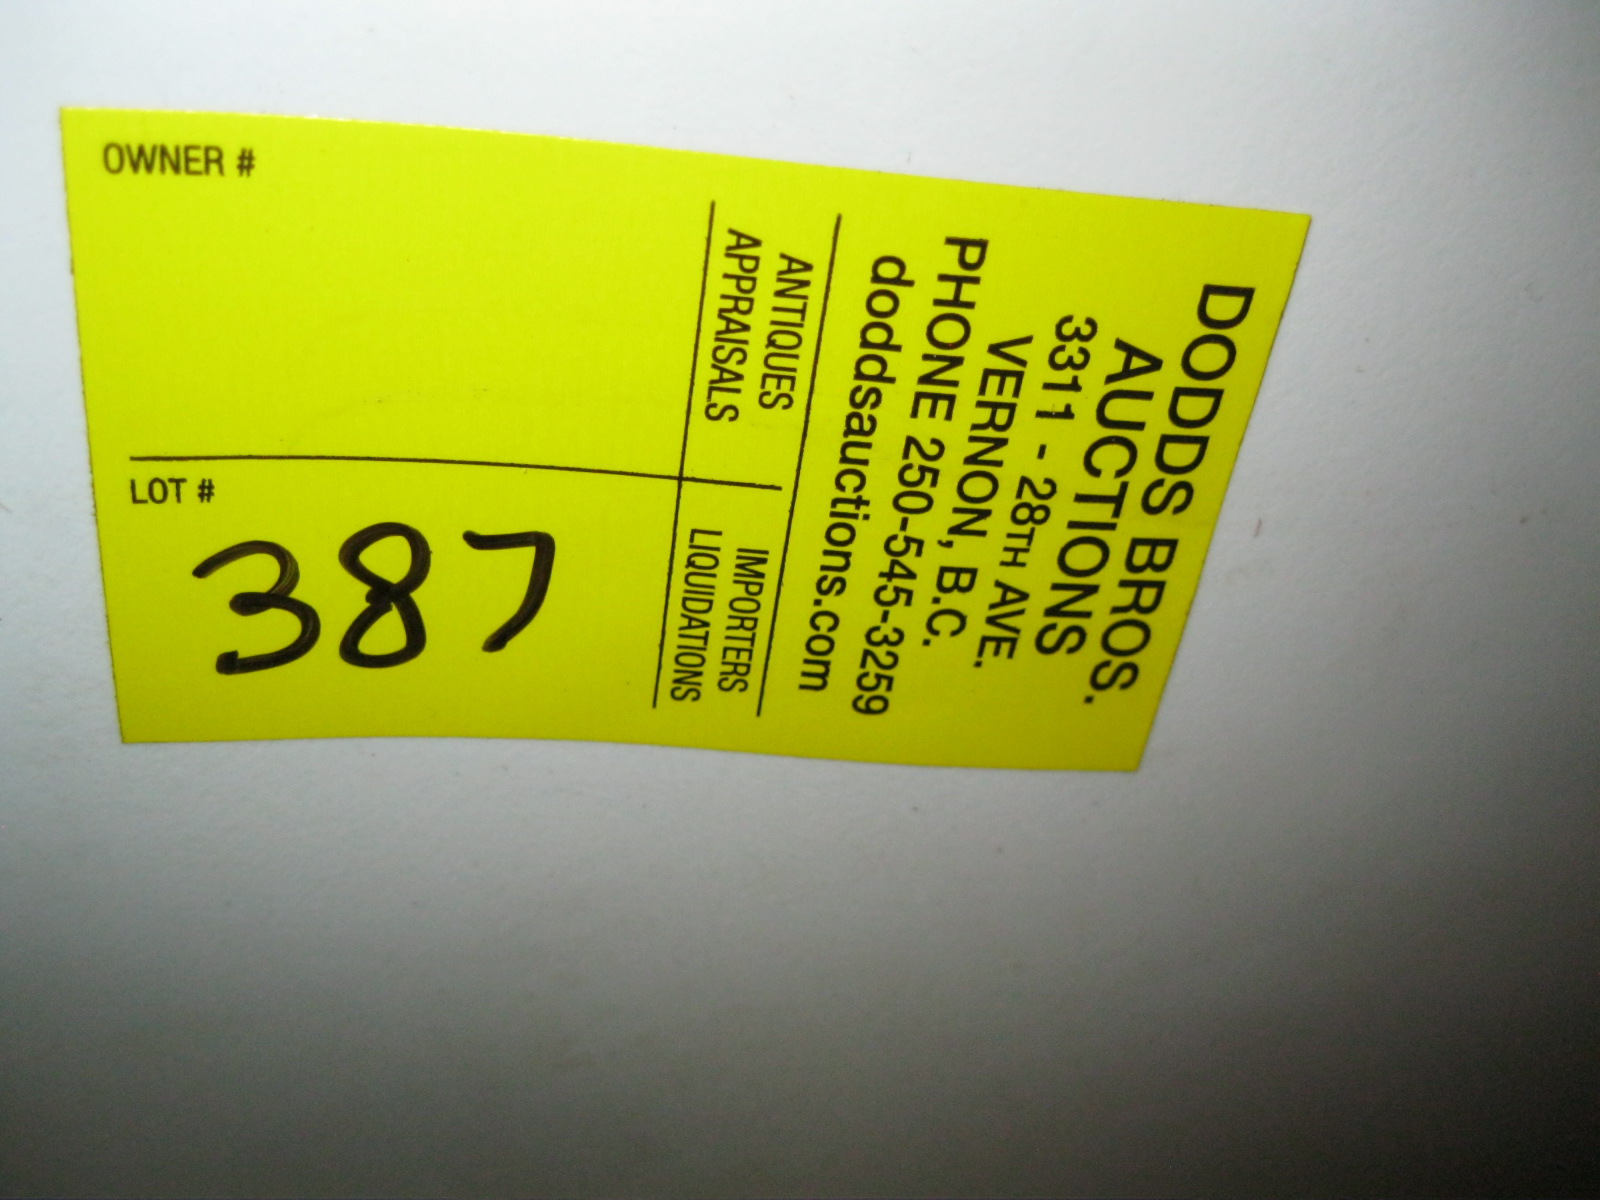 DODDS BROS.
AUCTIONS
3311 - 28TH AVE.
VERNON, B.C.
PHONE 250-545-3259
doddsauctions.com
ANTIQUES
APPRAISALS
IMPORTERS
LIQUIDATIONS
OWNER #
LOT #
387